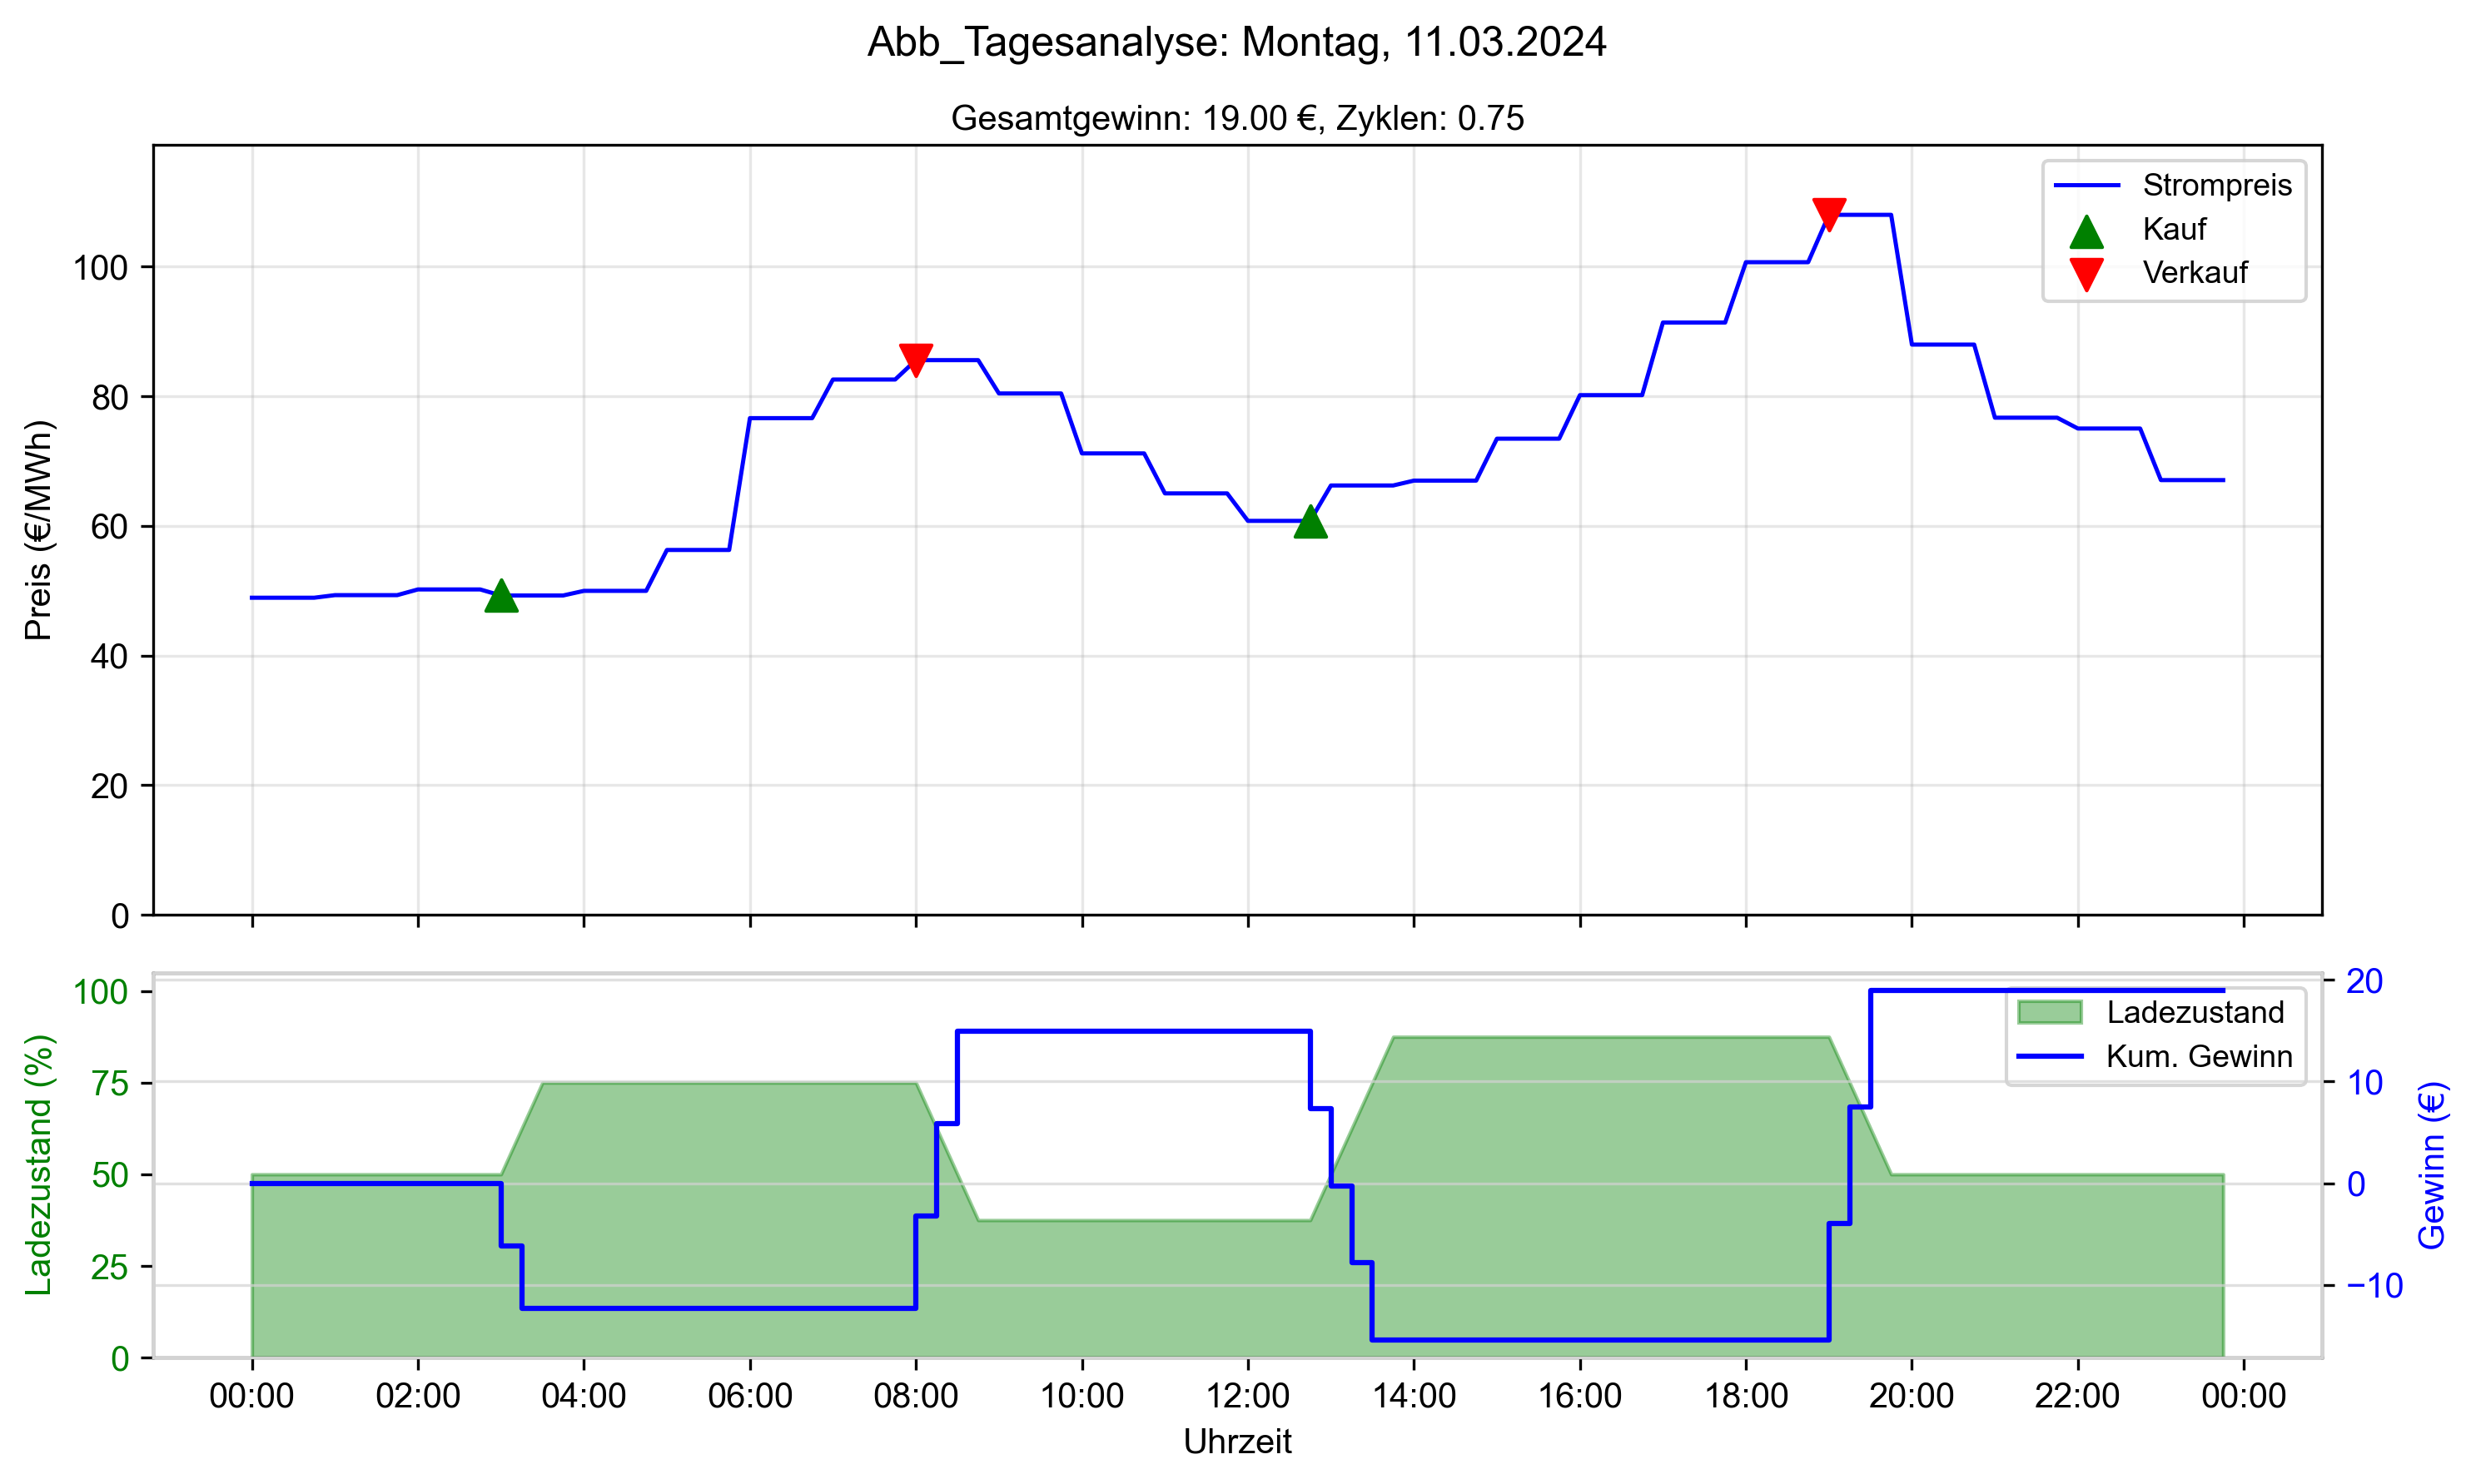 Abb_Tagesanalyse: Montag, 11.03.2024
Gesamtgewinn: 19.00 €, Zyklen: 0.75
Preis (€/MWh)
100
80
60
40
20
0
Strompreis
Kauf
Verkauf
Ladezustand (%)
100
75
50
25
0
Ladezustand
Kum. Gewinn
20
10
0
−10
Gewinn (€)
00:00 02:00 04:00 06:00 08:00 10:00 12:00 14:00 16:00 18:00 20:00 22:00 00:00
Uhrzeit